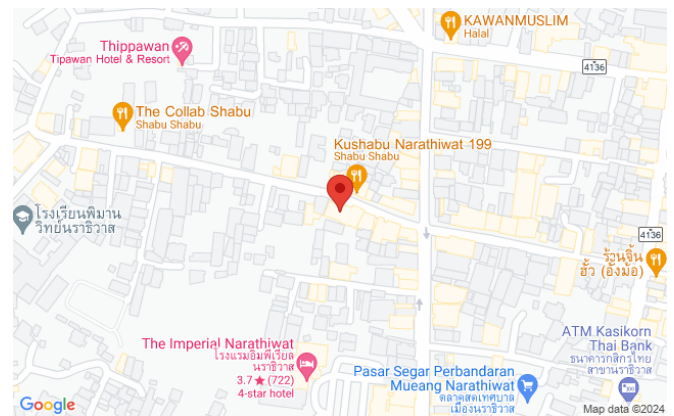 KAWANMUSLIM
Halal
Thippawan
Tipawan Hotel & Resort
4136
The Collab Shabu
Shabu Shabu
Kushabu Narathiwat 199
Shabu Shabu
โรงเรียนพิมาน
วิทย์นราธิวาส
4136
ร้านจิ้น
ฮั้ว (อั้งม้อ)
The Imperial Narathiwat
โรงแรมอิมพีเรียล
นราธิวาส
3.7★(722)
4-star hotel
ATM Kasikorn
Thai Bank
ธนาคารกสิกรไทย
สาขานราธิวาส
Pasar Segar Perbandaran
Mueang Narathiwat
ตลาดสดเทศบาล
เมืองนราธิวาส
Google
Map data ©2024